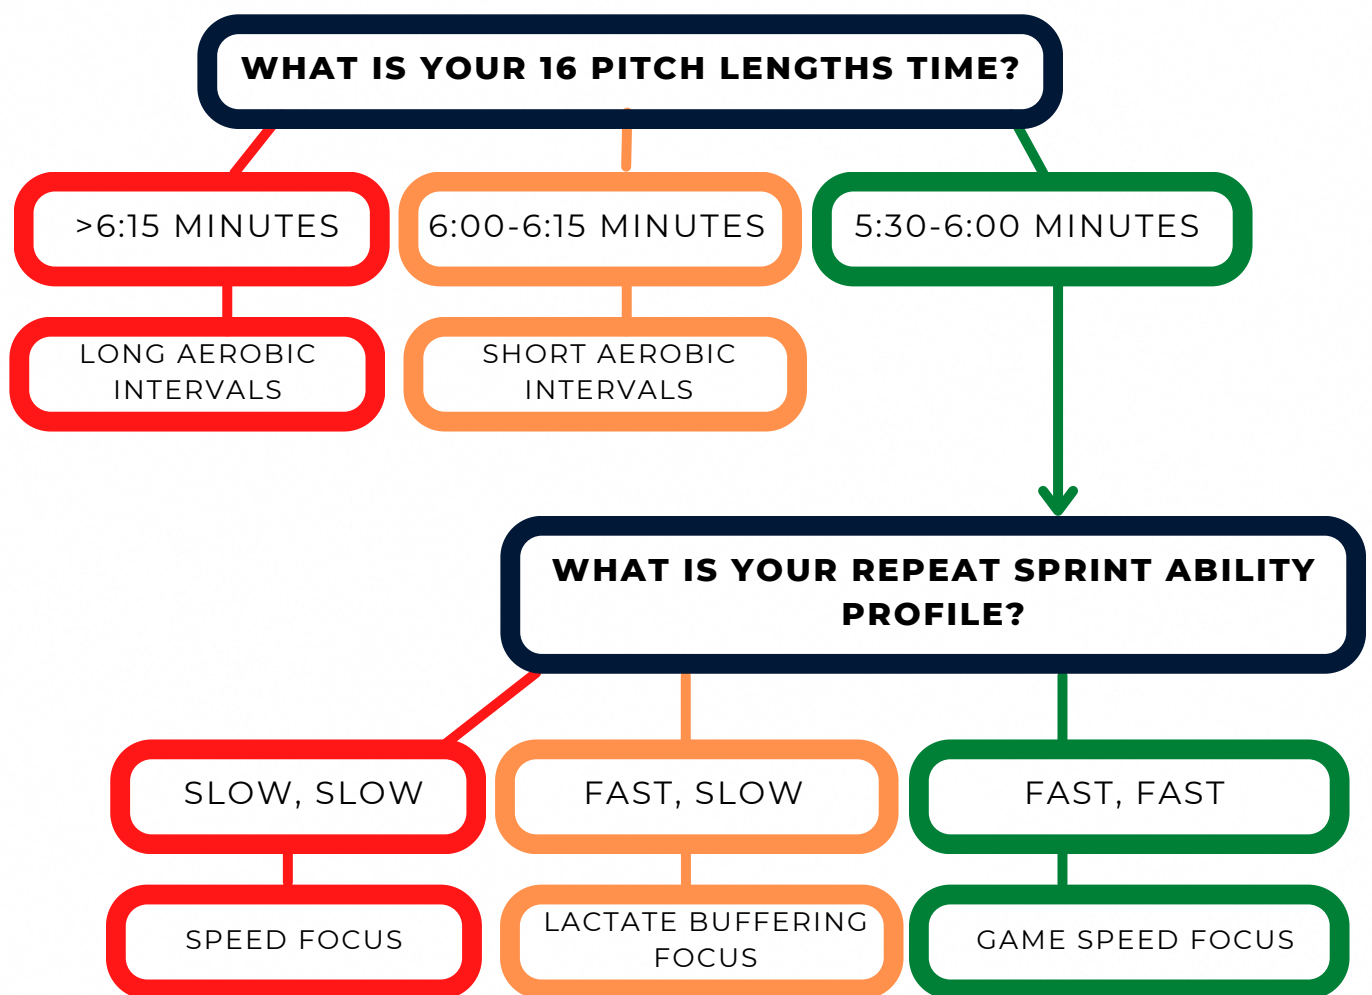 WHAT IS YOUR 16 PITCH LENGTHS TIME?
>6:15 MINUTES
6:00-6:15 MINUTES
5:30-6:00 MINUTES
LONG AEROBIC
INTERVALS
SHORT AEROBIC
INTERVALS
WHAT IS YOUR REPEAT SPRINT ABILITY
PROFILE?
SLOW, SLOW
FAST, SLOW
FAST, FAST
SPEED FOCUS
LACTATE BUFFERING
FOCUS
GAME SPEED FOCUS